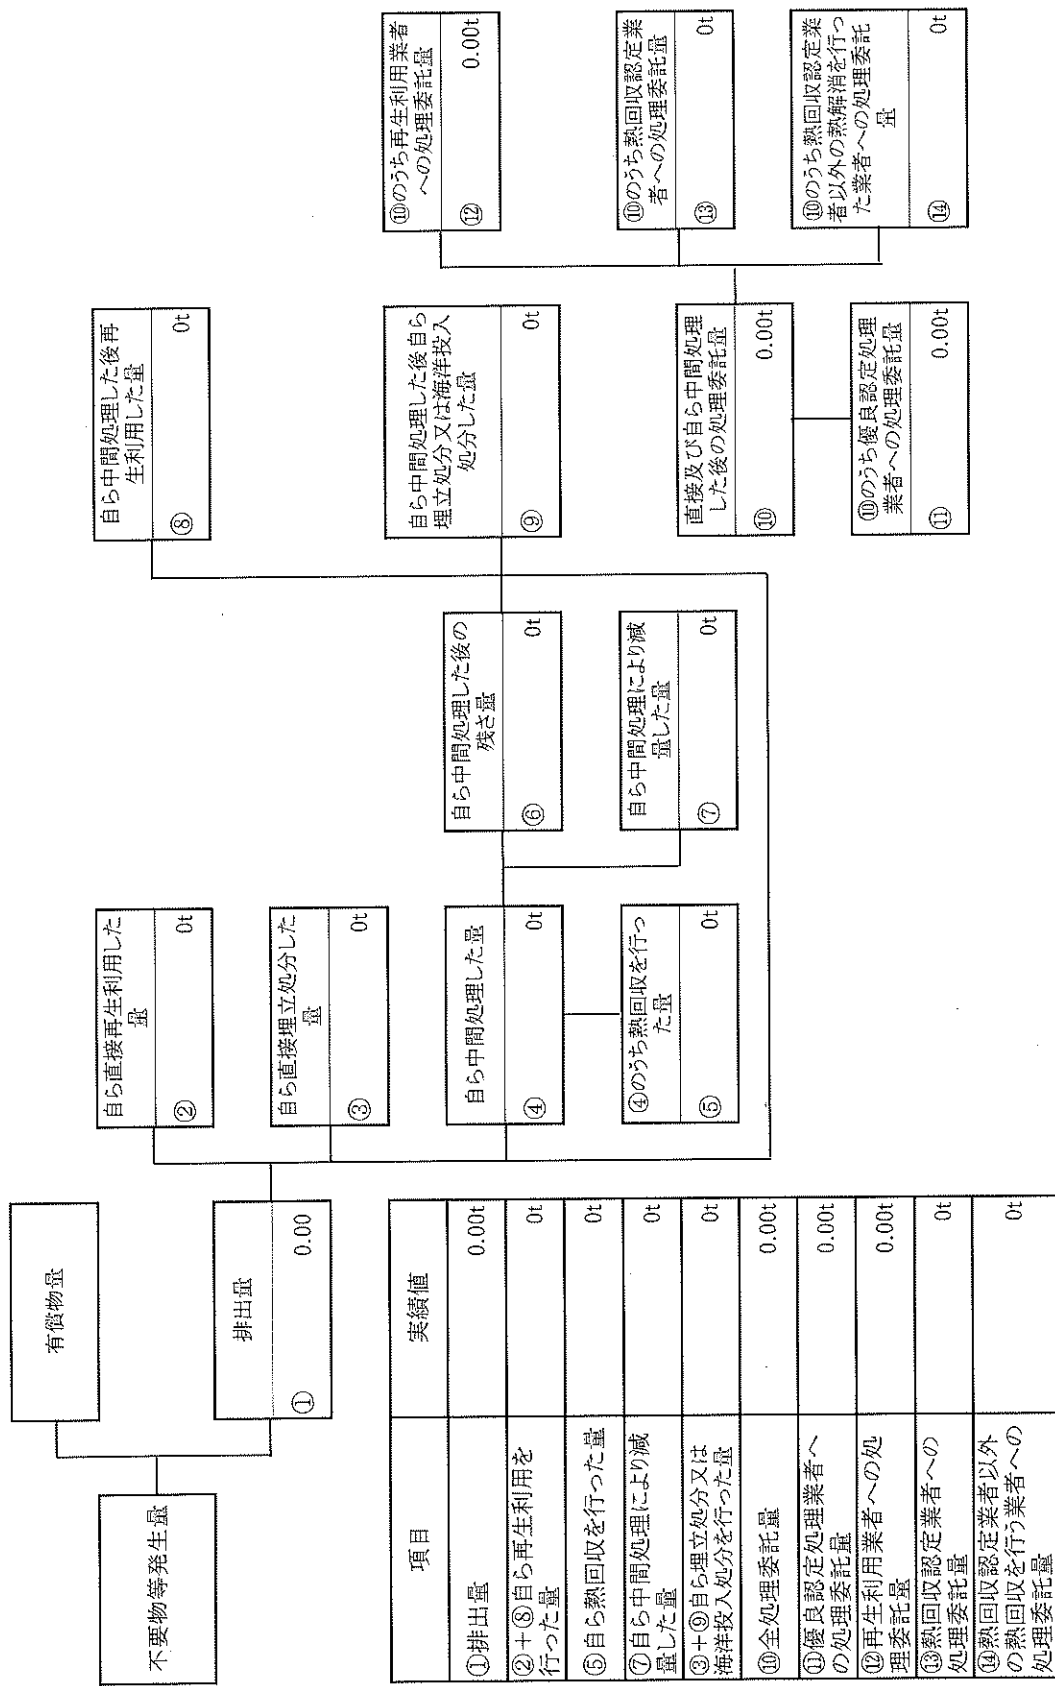 不要物等発生量
有償物量
排出量
① 0.00
自ら直接再生利用した
量
② 0t
自ら直接埋立処分した
量
③ 0t
自ら中間処理した量
④ 0t
④のうち熱回収を行っ
た量
⑤ 0t
自ら中間処理した後の
残さ量
⑥ 0t
自ら中間処理により減
量した量
⑦ 0t
自ら中間処理した後再
生利用した量
⑧ 0t
自ら中間処理した後自ら
埋立処分又は海洋投入
処分した量
⑨ 0t
直接及び自ら中間処理
した後の処理委託量
⑩ 0.00t
⑩のうち優良認定処理
業者への処理委託量
⑪ 0.00t
⑩のうち再生利用業者
への処理委託量
⑫ 0.00t
⑩のうち熱回収認定業
者への処理委託量
⑬ 0t
⑩のうち熱回収認定業
者以外の熱解消を行っ
た業者への処理委託
量
⑭ 0t
項目 実績値
①排出量 0.00t
②+⑧自ら再生利用を
行った量 0t
⑤自ら熱回収を行った量 0t
⑦自ら中間処理により減
量した量 0t
③+⑨自ら埋立処分又は
海洋投入処分を行った量 0t
⑩全処理委託量 0.00t
⑪優良認定処理業者へ
の処理委託量 0.00t
⑫再生利用業者への処
理委託量 0.00t
⑬熱回収認定業者への
処理委託量 0t
⑭熱回収認定業者以外
の熱回収を行う業者への
処理委託量 0t